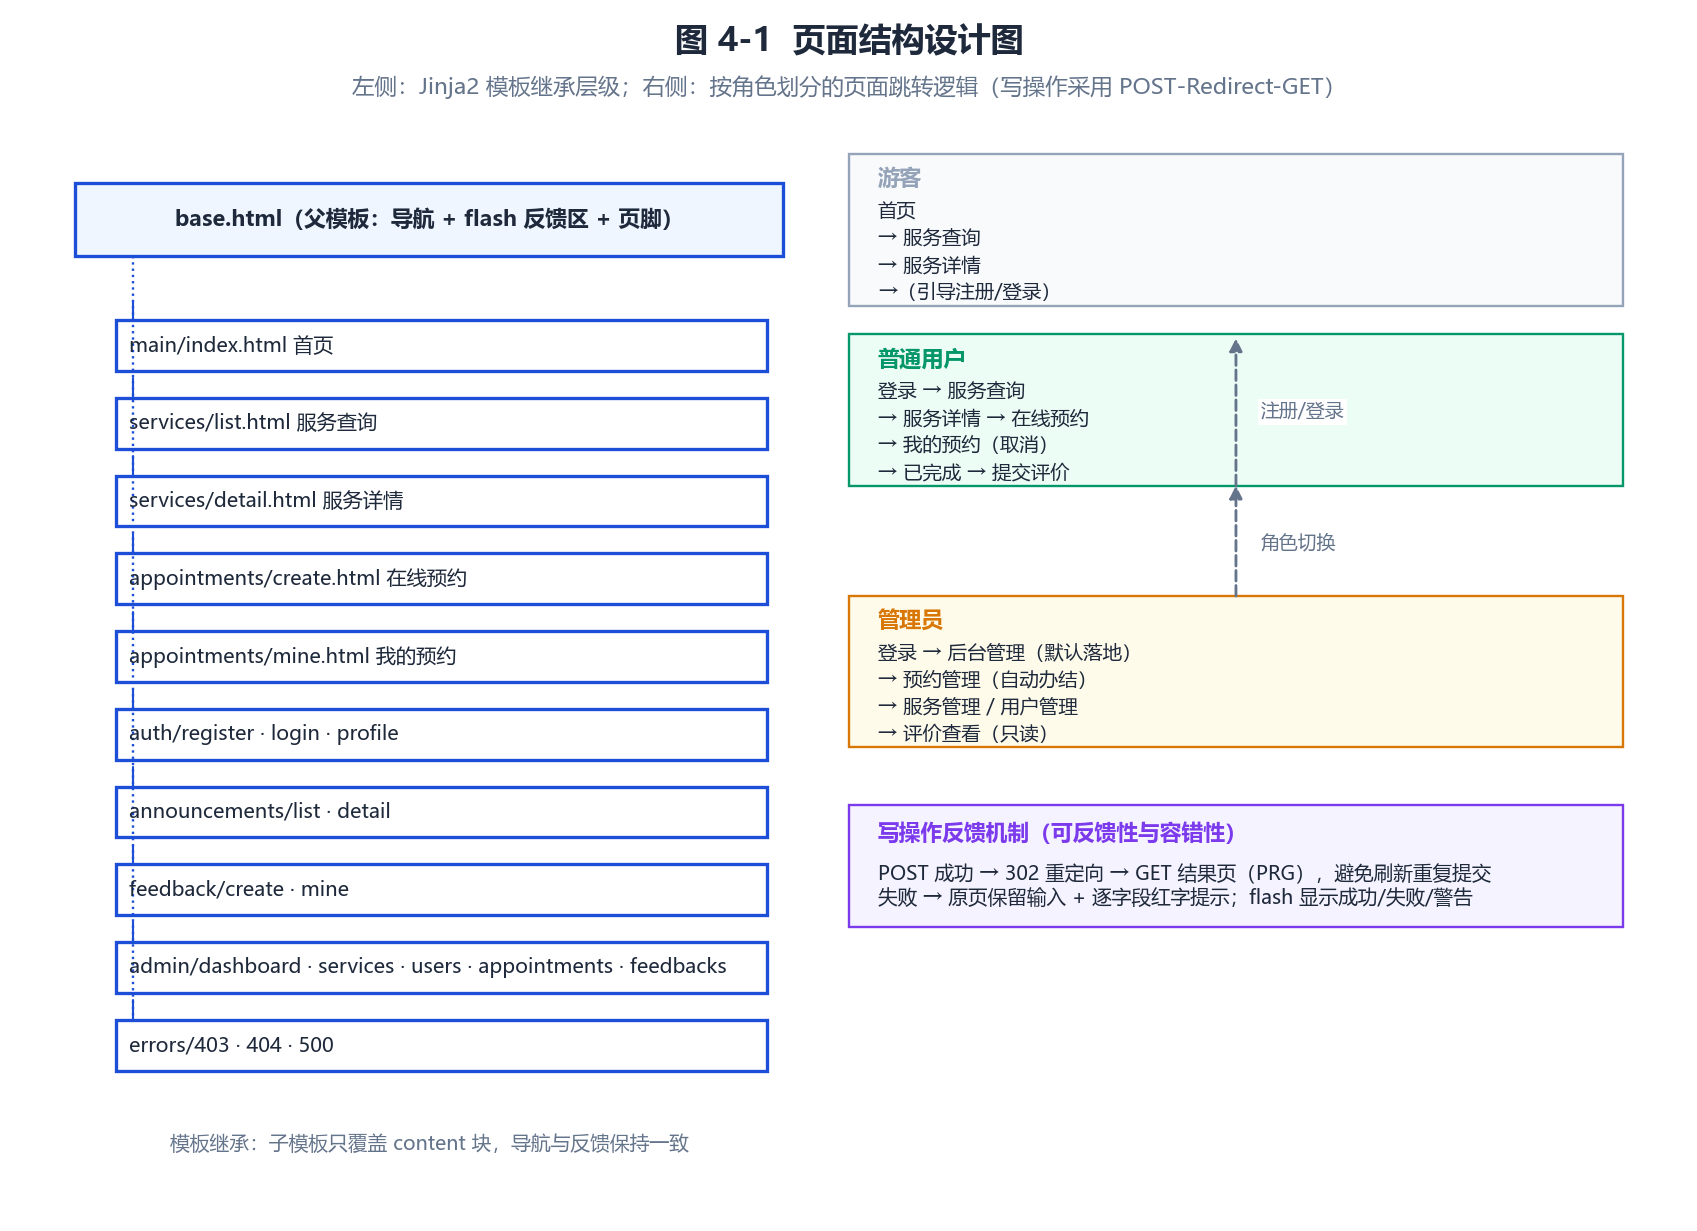 图 4-1 页面结构设计图
左侧：Jinja2 模板继承层级；右侧：按角色划分的页面跳转逻辑（写操作采用 POST-Redirect-GET）
base.html（父模板：导航 + flash 反馈区 + 页脚）
main/index.html 首页
services/list.html 服务查询
services/detail.html 服务详情
appointments/create.html 在线预约
appointments/mine.html 我的预约
auth/register · login · profile
announcements/list · detail
feedback/create · mine
admin/dashboard · services · users · appointments · feedbacks
errors/403 · 404 · 500
模板继承：子模板只覆盖 content 块，导航与反馈保持一致
游客
首页
→ 服务查询
→ 服务详情
→（引导注册/登录）
普通用户
登录 → 服务查询
→ 服务详情 → 在线预约
→ 我的预约（取消）
→ 已完成 → 提交评价
注册/登录
角色切换
管理员
登录 → 后台管理（默认落地）
→ 预约管理（自动办结）
→ 服务管理 / 用户管理
→ 评价查看（只读）
写操作反馈机制（可反馈性与容错性）
POST 成功 → 302 重定向 → GET 结果页（PRG），避免刷新重复提交
失败 → 原页保留输入 + 逐字段红字提示；flash 显示成功/失败/警告